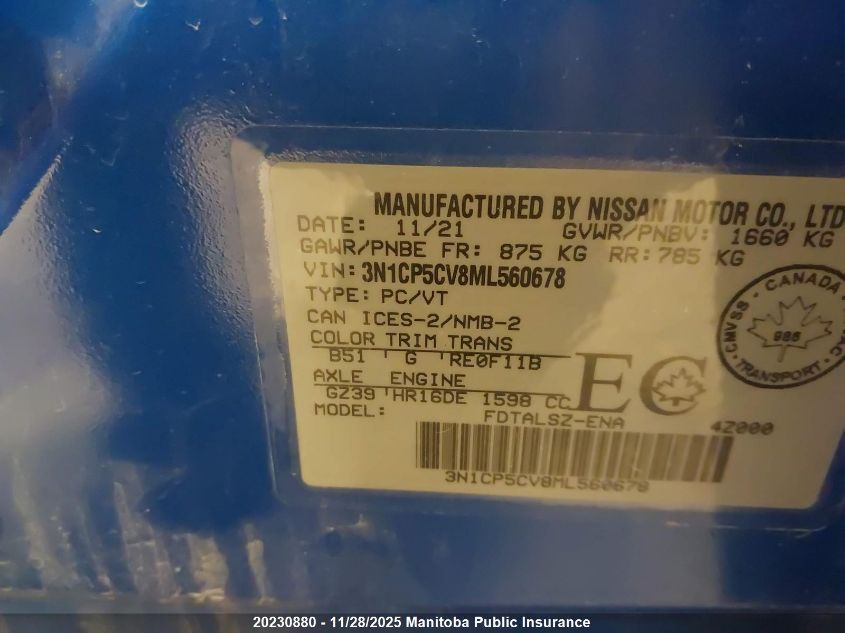 MANUFACTURED BY NISSAN MOTOR CO., LTD
DATE: 11/21 GVWR/PNBV: 1660 KG
GAWR/PNBE FR: 875 KG RR: 785 KG
VIN: 3N1CP5CV8ML560678
TYPE: PC/VT
CAN ICES-2/NMB-2
COLOR TRIM TRANS
B51 ' G ' RE0F11B
AXLE ENGINE
GZ39 ' HR16DE 1598 CC
MODEL: FDTALSZ-ENA 4Z000
EC
CANADA
CMVSS
986
TRANSPORT
3N1CP5CV8ML560678
20230880 - 11/28/2025 Manitoba Public Insurance